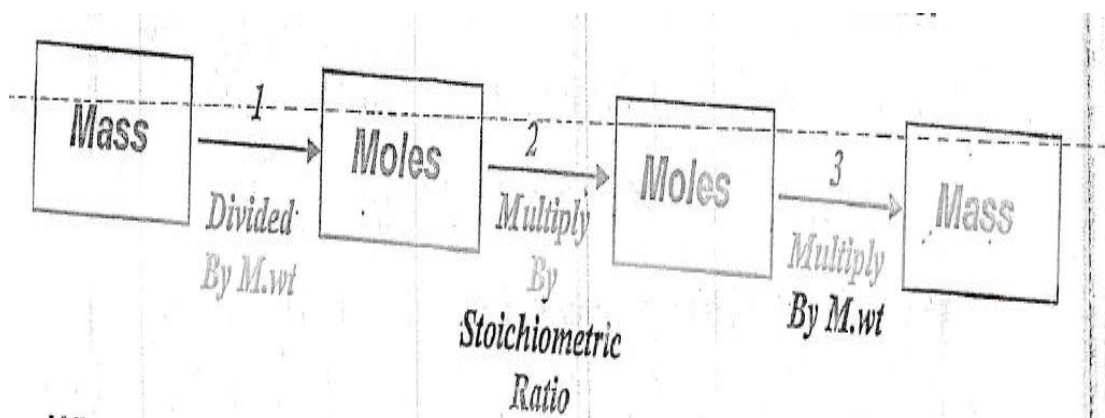 Mass
1
Divided
By M.wt
Moles
2
Multiply
By
Stoichiometric
Ratio
Moles
3
Multiply
By M.wt
Mass